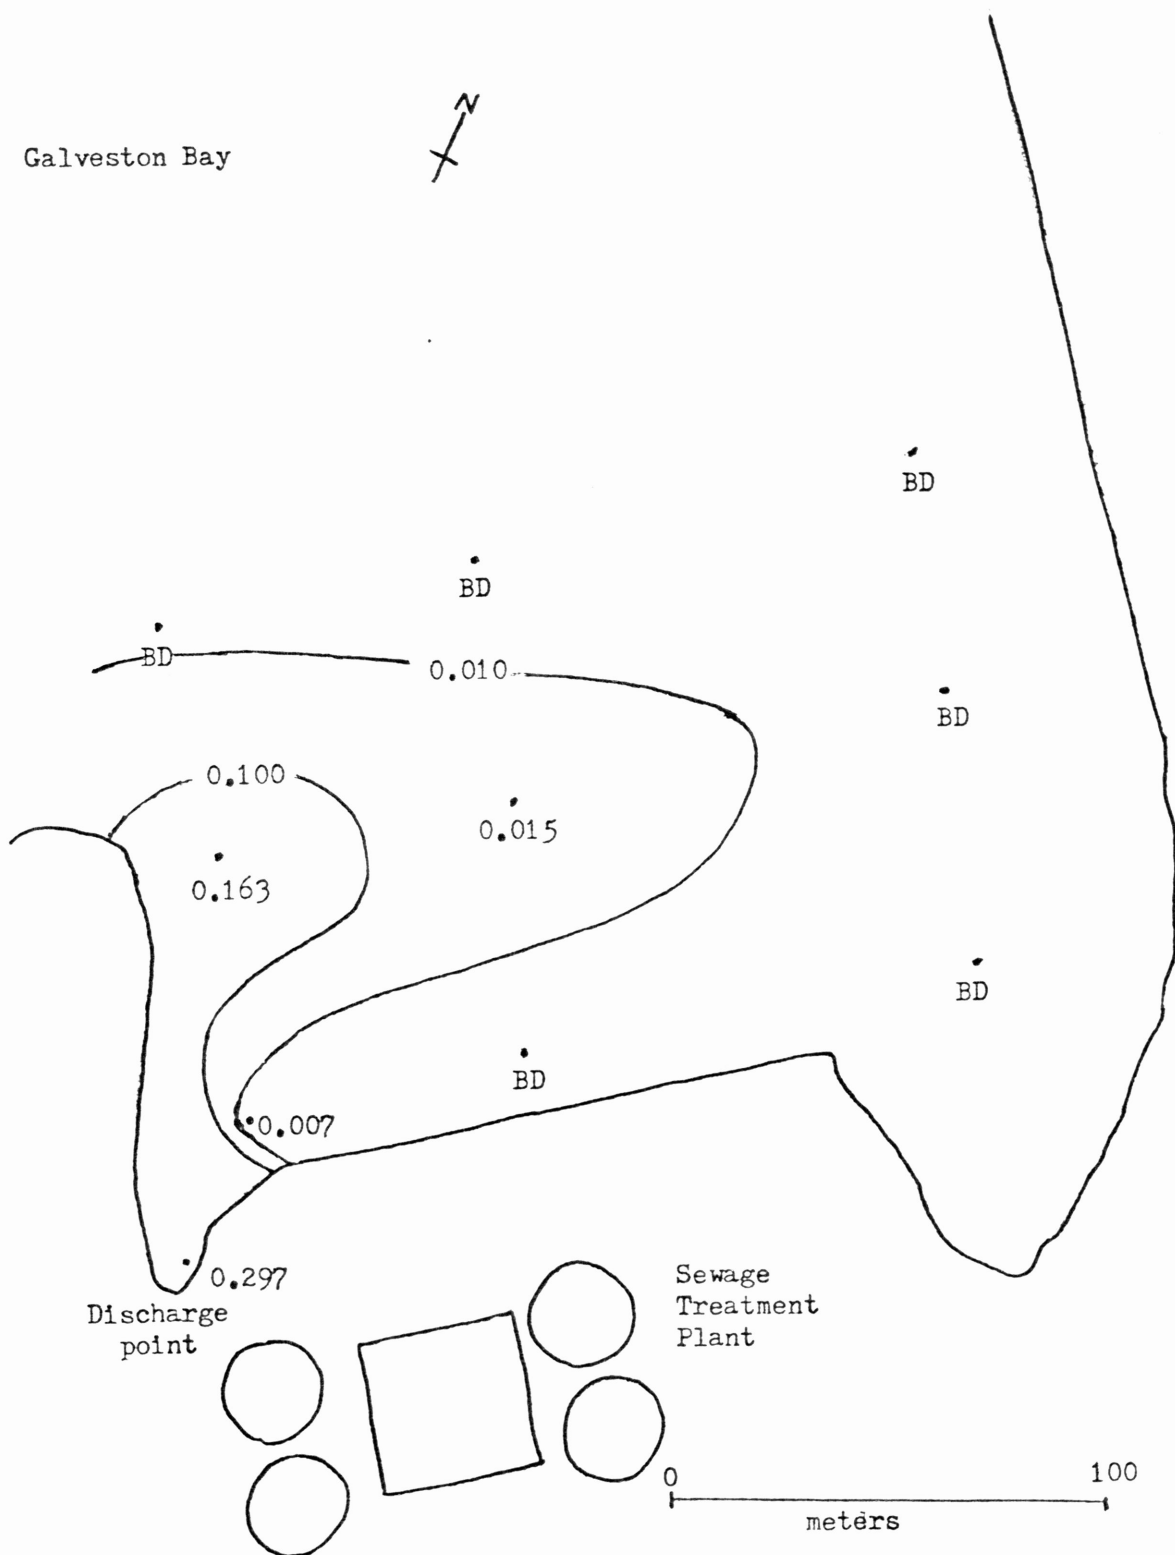 N
Galveston Bay
BD
BD
BD
0.010
BD
0.100
0.015
0.163
BD
BD
0.007
0.297
Discharge
point
Sewage
Treatment
Plant
0 100
meters